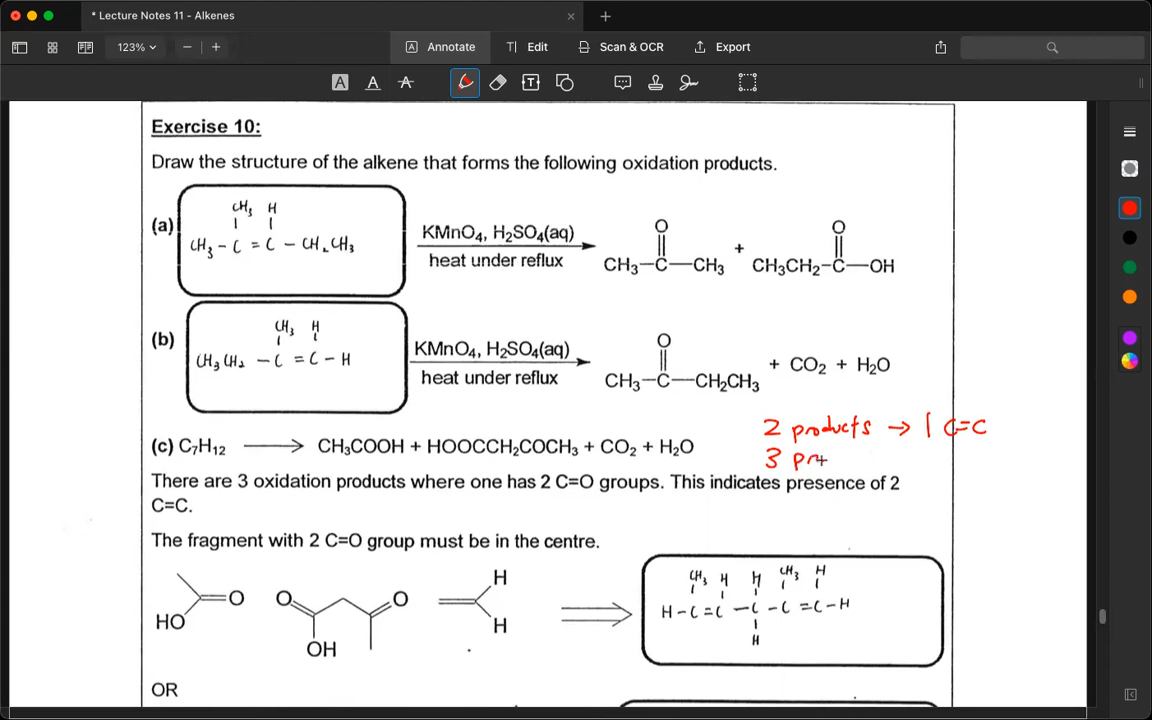 * Lecture Notes 11 - Alkenes
123%
Annotate
Edit
Scan & OCR
Export
Exercise 10:
Draw the structure of the alkene that forms the following oxidation products.
(a)
CH₃ H
CH₃ - C = C - CH₂CH₃
KMnO₄, H₂SO₄(aq)
heat under reflux
O O
CH₃—C—CH₃ + CH₃CH₂—C—OH
(b)
CH₃ H
CH₃CH₂ - C = C - H
KMnO₄, H₂SO₄(aq)
heat under reflux
O
CH₃—C—CH₂CH₃ + CO₂ + H₂O
2 products → 1 C=C
(c) C₇H₁₂ ⟶ CH₃COOH + HOOCCH₂COCH₃ + CO₂ + H₂O
3 pr
There are 3 oxidation products where one has 2 C=O groups. This indicates presence of 2
C=C.
The fragment with 2 C=O group must be in the centre.
HO O
O OH O
H H
CH₃ H H CH₃ H
H - C = C - C - C = C - H
H
OR